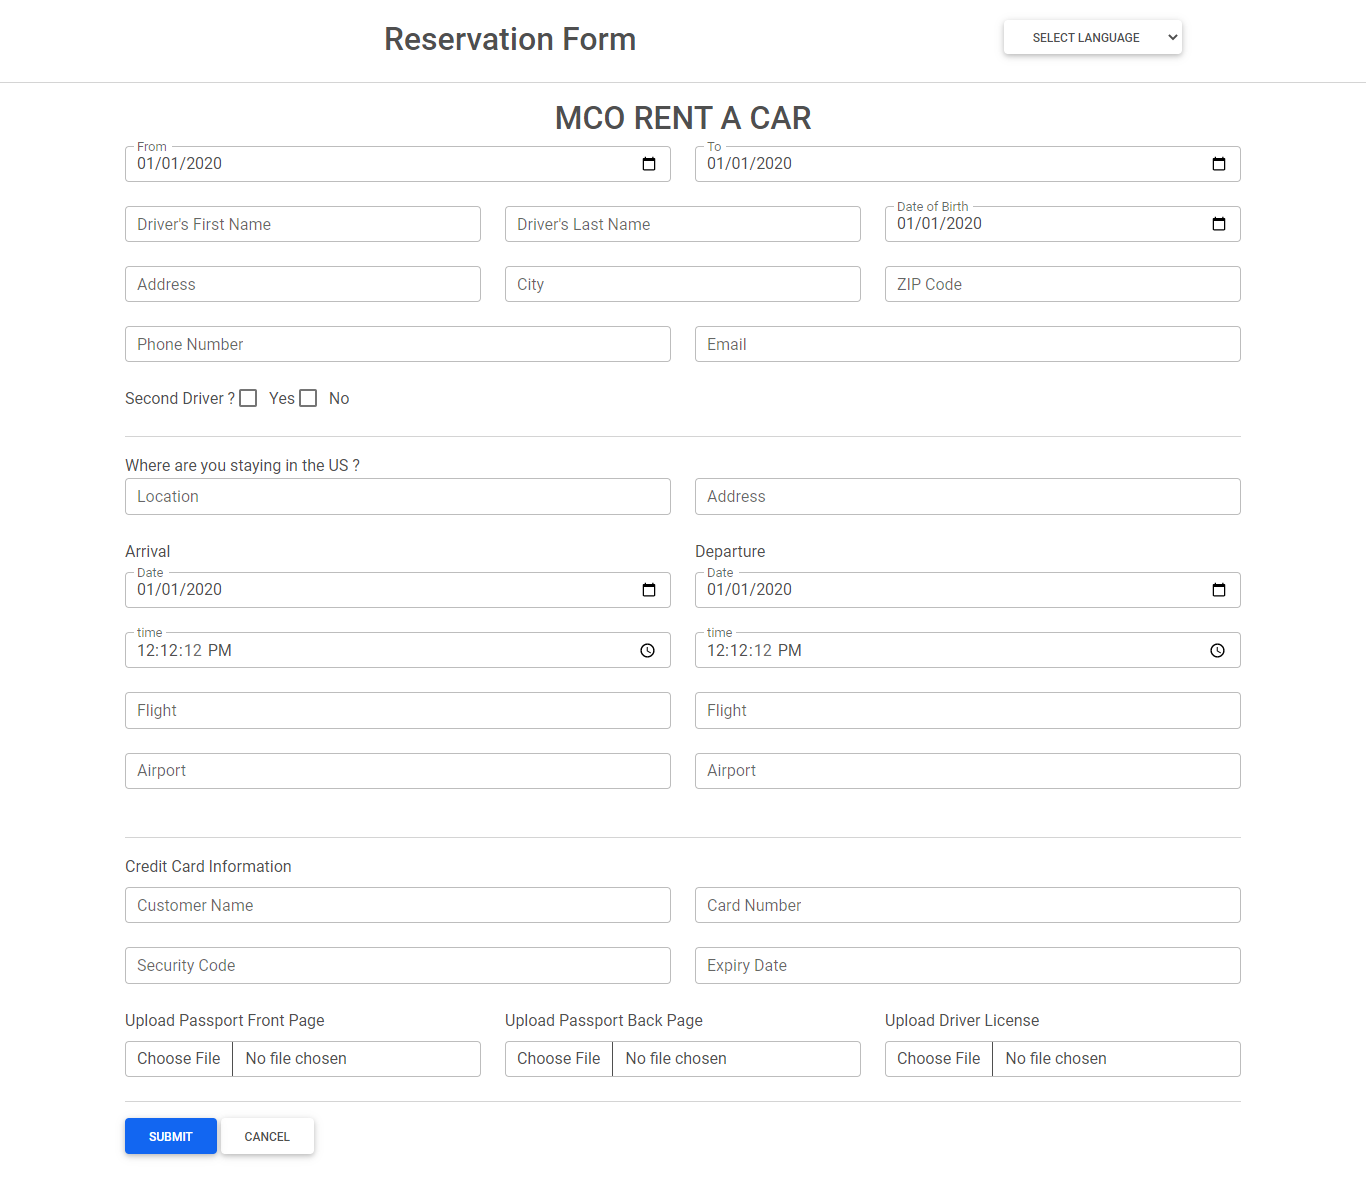 Reservation Form
SELECT LANGUAGE
MCO RENT A CAR
From
01/01/2020
To
01/01/2020
Driver's First Name
Driver's Last Name
Date of Birth
01/01/2020
Address
City
ZIP Code
Phone Number
Email
Second Driver ? Yes No
Where are you staying in the US ?
Location
Address
Arrival
Departure
Date
01/01/2020
Date
01/01/2020
time
12:12:12 PM
time
12:12:12 PM
Flight
Flight
Airport
Airport
Credit Card Information
Customer Name
Card Number
Security Code
Expiry Date
Upload Passport Front Page
Upload Passport Back Page
Upload Driver License
Choose File No file chosen
Choose File No file chosen
Choose File No file chosen
SUBMIT
CANCEL